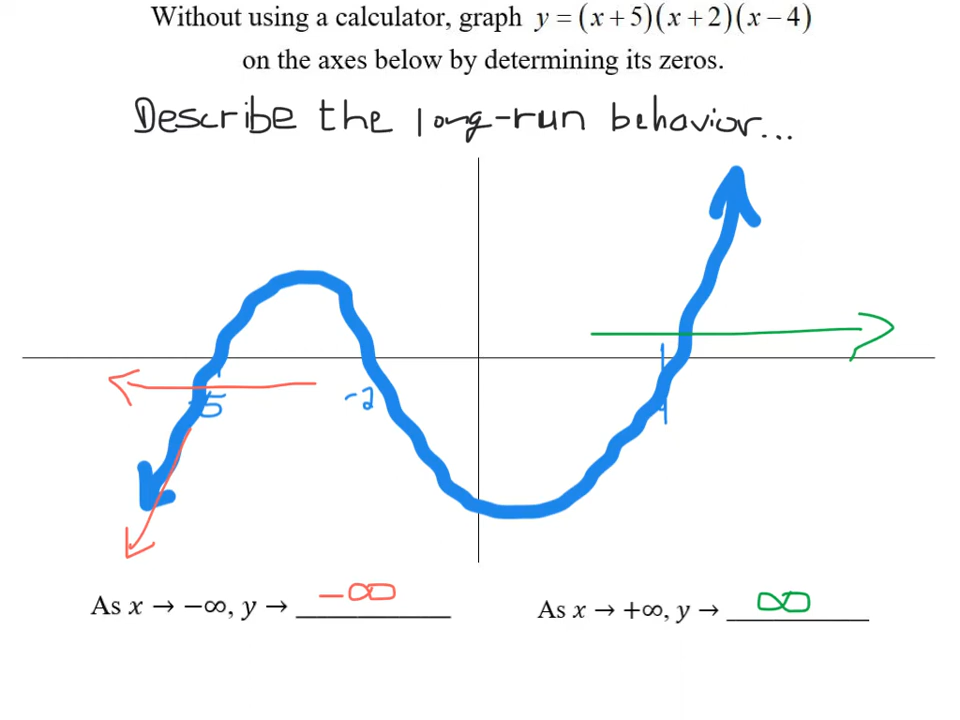 Without using a calculator, graph y = (x + 5)(x + 2)(x − 4)
on the axes below by determining its zeros.
Describe the long-run behavior...
-5 -2 4
As x → −∞, y → −∞
As x → +∞, y → ∞